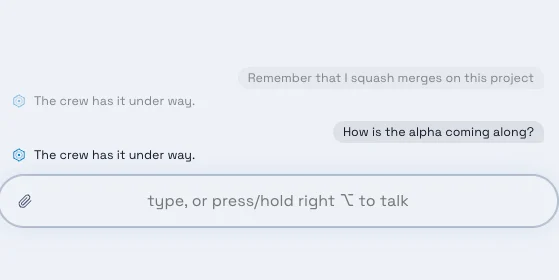 Remember that I squash merges on this project
The crew has it under way.
How is the alpha coming along?
The crew has it under way.
type, or press/hold right ⌥ to talk